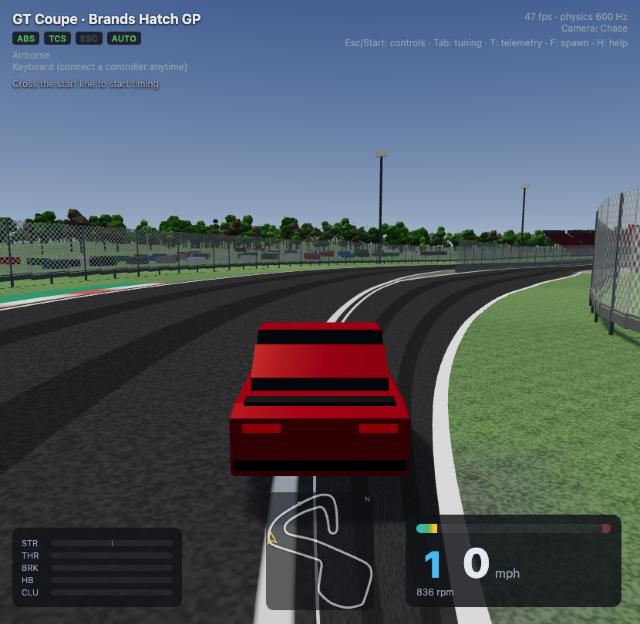 GT Coupe · Brands Hatch GP
ABS TCS ESC AUTO
Airborne
Keyboard (connect a controller anytime)
Cross the start line to start timing
47 fps · physics 600 Hz
Camera: Chase
Esc/Start: controls · Tab: tuning · T: telemetry · F: spawn · H: help
N
STR
THR
BRK
HB
CLU
1 0 mph
836 rpm